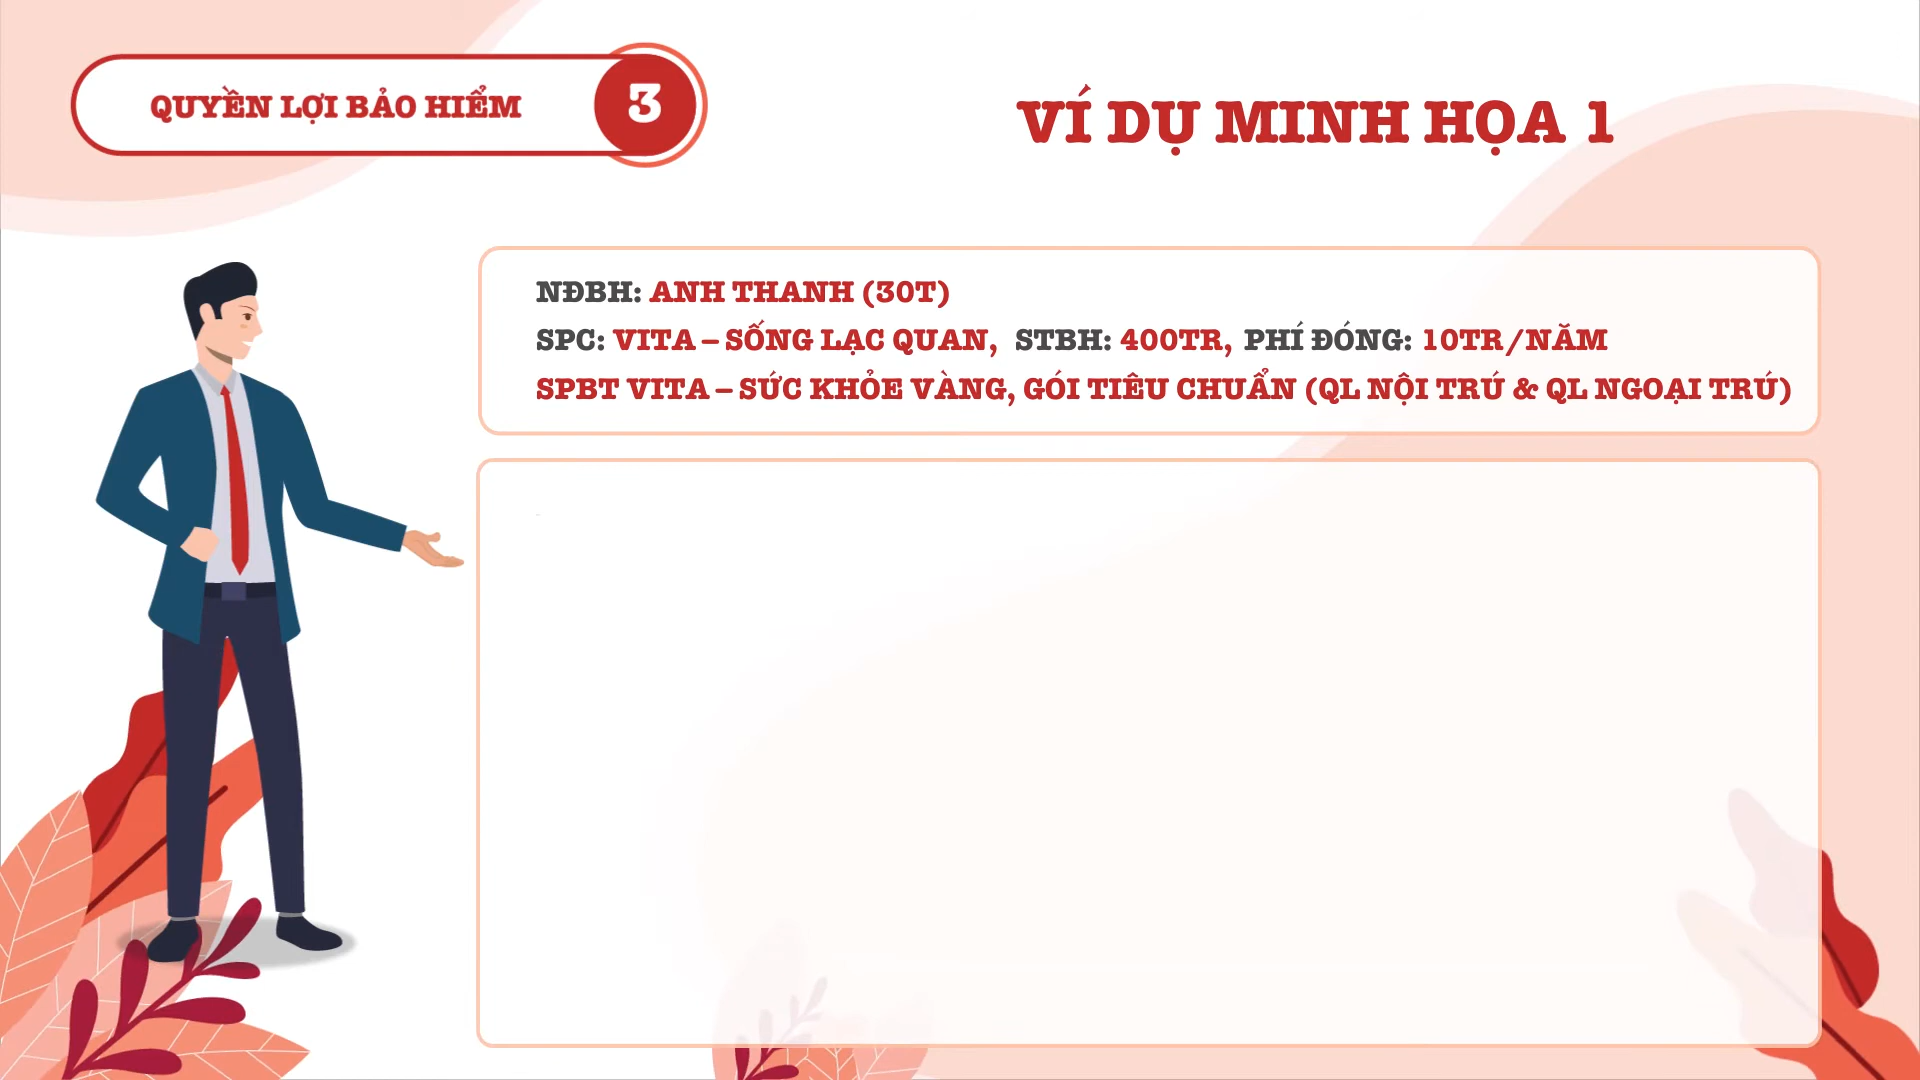 QUYỀN LỢI BẢO HIỂM 3
VÍ DỤ MINH HỌA 1
NĐBH: ANH THANH (30T)
SPC: VITA – SỐNG LẠC QUAN, STBH: 400TR, PHÍ ĐÓNG: 10TR/NĂM
SPBT VITA – SỨC KHỎE VÀNG, GÓI TIÊU CHUẨN (QL NỘI TRÚ & QL NGOẠI TRÚ)